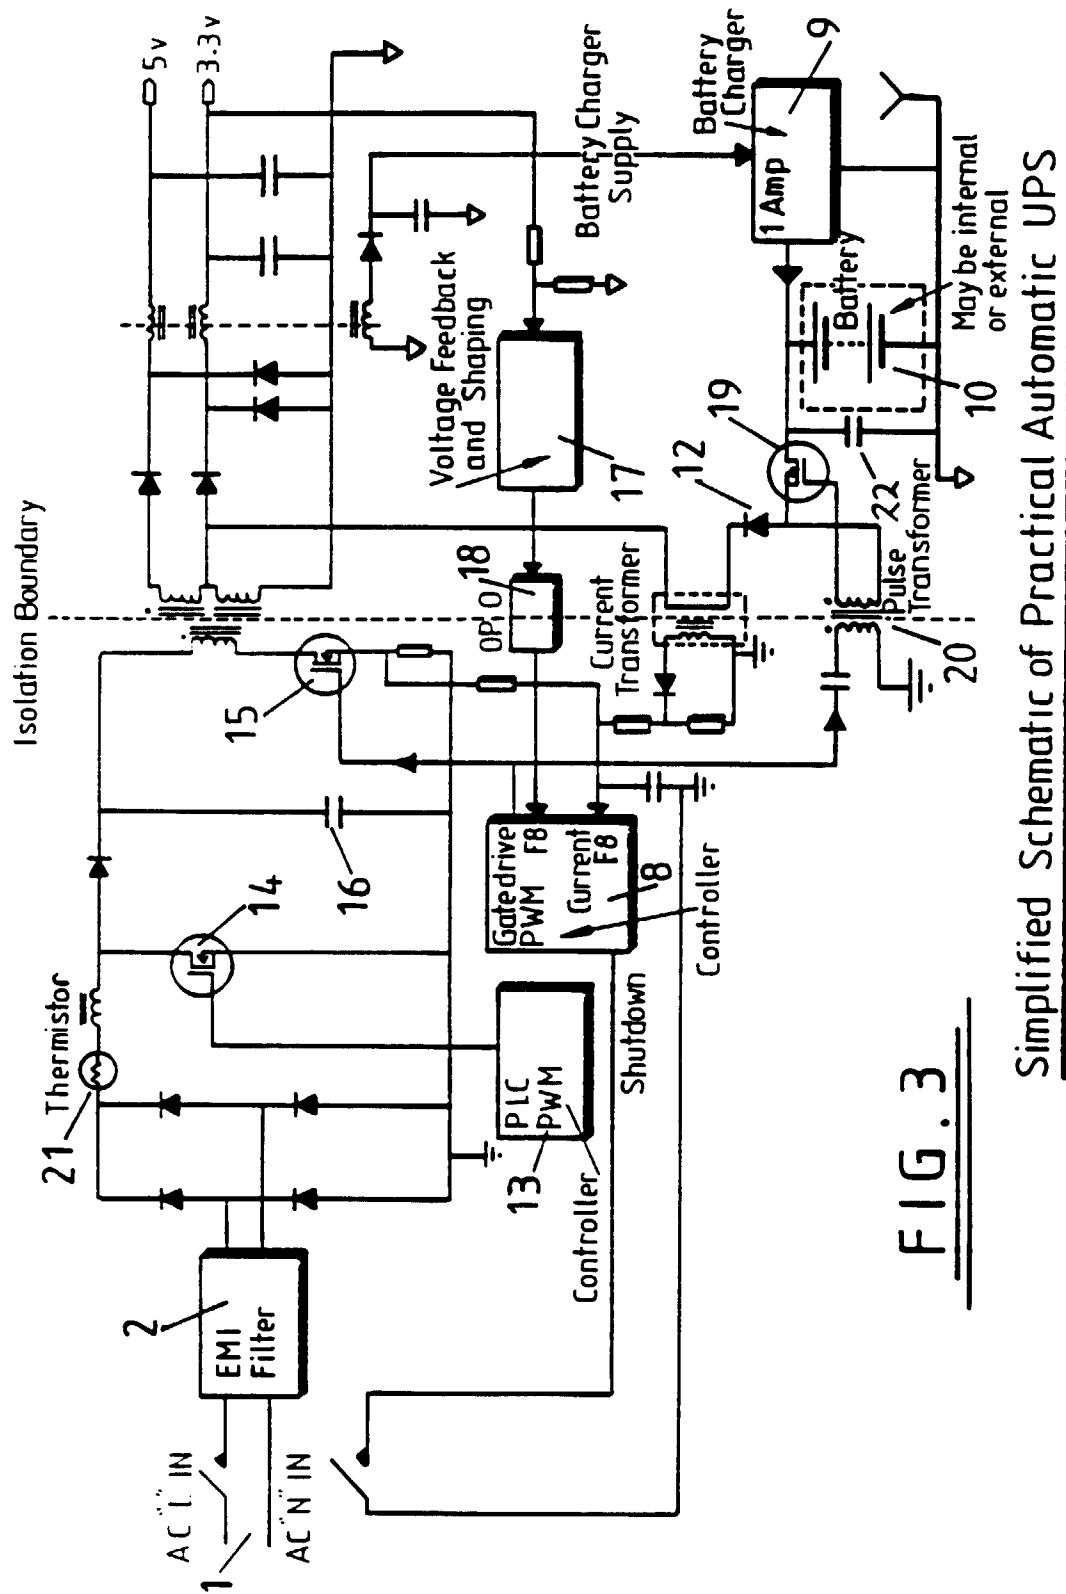 Isolation Boundary
5v
3.3v
21
Thermistor
14
15
16
AC "L" IN
1
AC "N" IN
2
EMI
Filter
PLC
PWM
13
Controller
Shutdown
Gatedrive
PWM F8
Current
F8
8
Controller
OPTO
18
Voltage Feedback
and Shaping
17
Battery Charger
Supply
Current
Transformer
12
19
Pulse
Transformer
20
22
Battery
Charger
9
1 Amp
Battery
10
May be internal
or external
FIG. 3
Simplified Schematic of Practical Automatic UPS